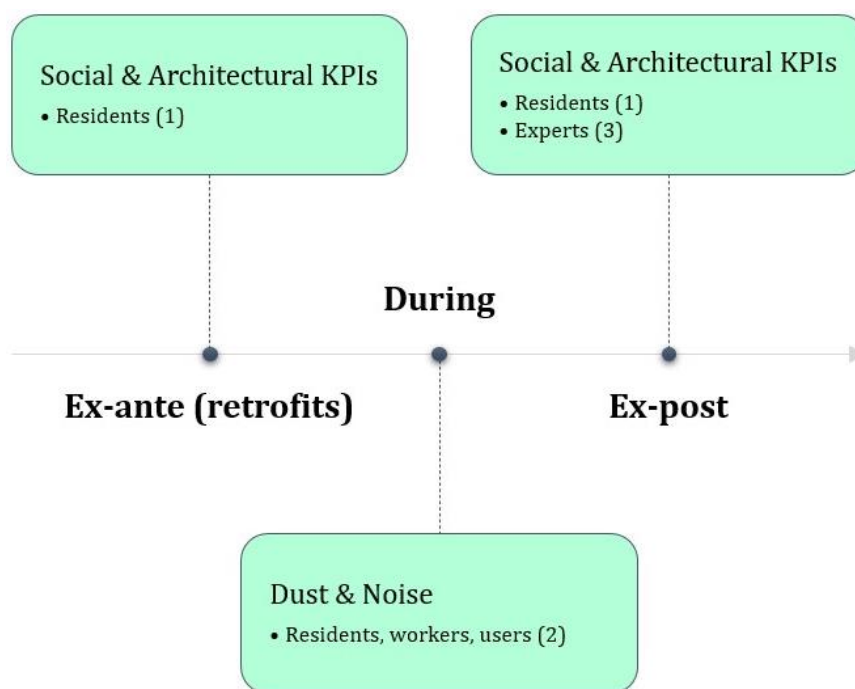 Social & Architectural KPIs
• Residents (1)
Social & Architectural KPIs
• Residents (1)
• Experts (3)
During
Ex-ante (retrofits)
Ex-post
Dust & Noise
• Residents, workers, users (2)